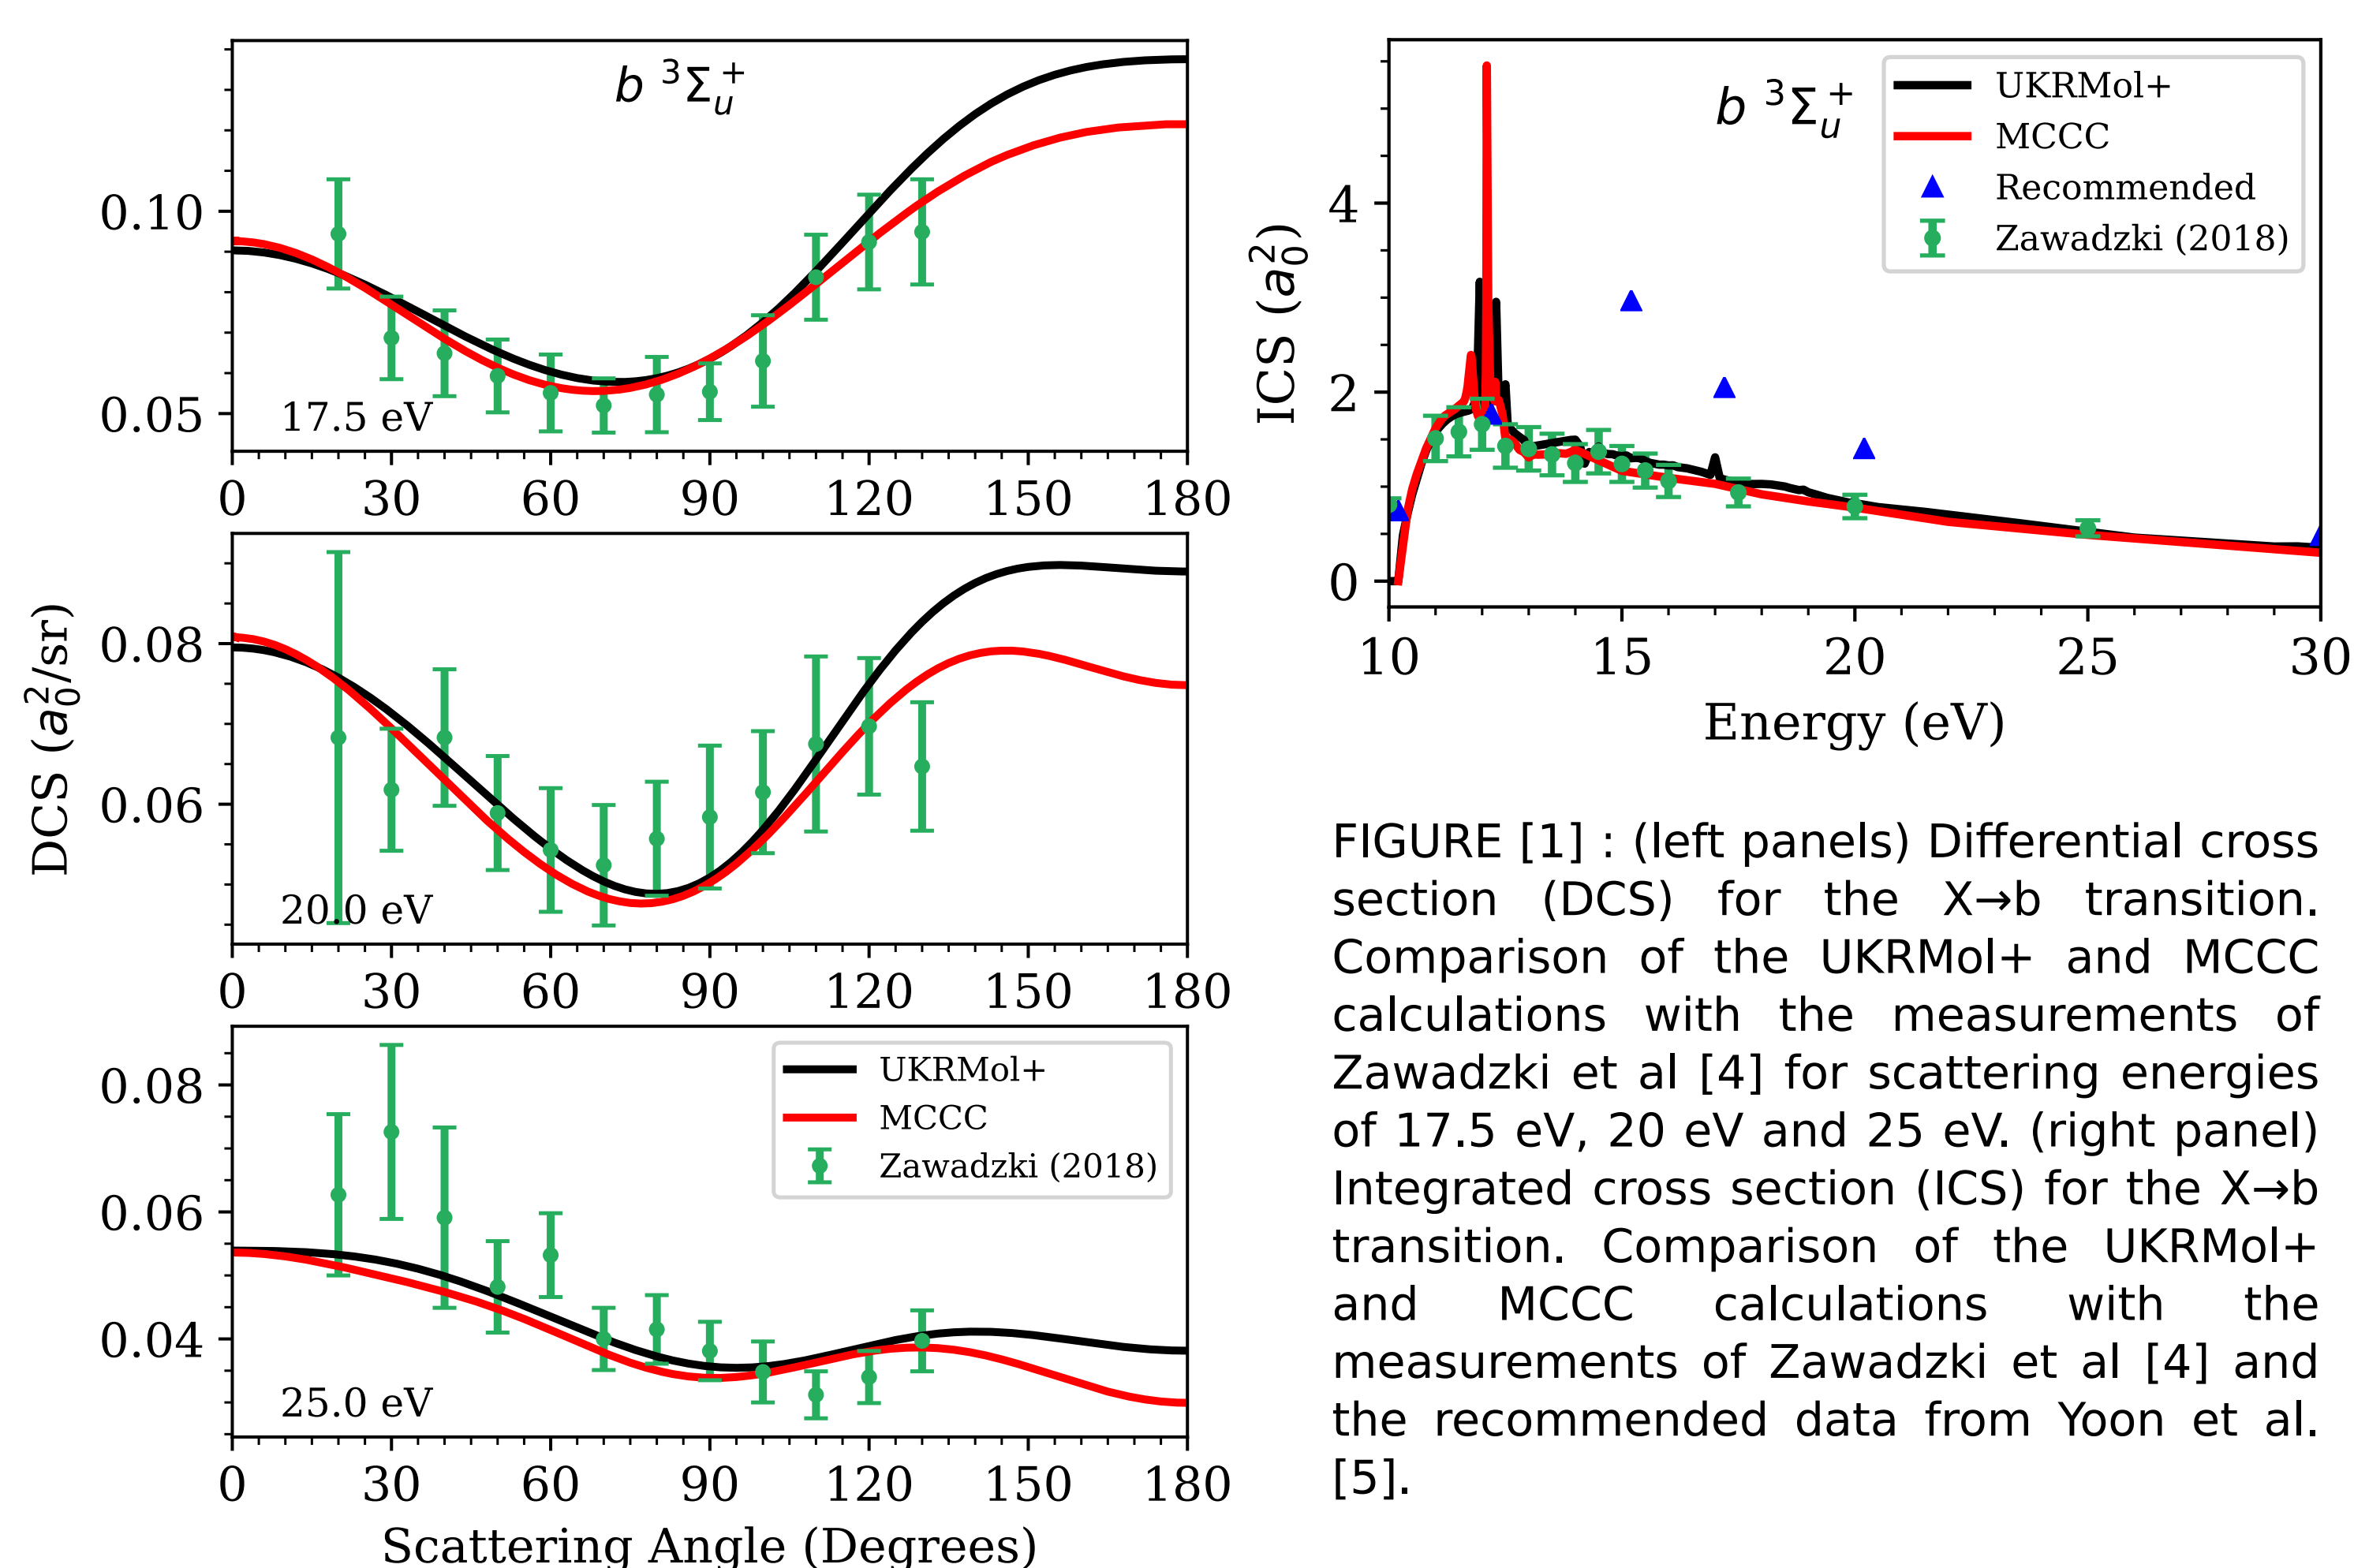 b ³Σu⁺
0.10
0.05
17.5 eV
0 30 60 90 120 150 180
DCS (a₀²/sr)
0.08
0.06
20.0 eV
0 30 60 90 120 150 180
UKRMol+
MCCC
Zawadzki (2018)
0.08
0.06
0.04
25.0 eV
0 30 60 90 120 150 180
Scattering Angle (Degrees)
b ³Σu⁺
UKRMol+
MCCC
Recommended
Zawadzki (2018)
ICS (a₀²)
4
2
0
10 15 20 25 30
Energy (eV)
FIGURE [1] : (left panels) Differential cross
section (DCS) for the X→b transition.
Comparison of the UKRMol+ and MCCC
calculations with the measurements of
Zawadzki et al [4] for scattering energies
of 17.5 eV, 20 eV and 25 eV. (right panel)
Integrated cross section (ICS) for the X→b
transition. Comparison of the UKRMol+
and MCCC calculations with the
measurements of Zawadzki et al [4] and
the recommended data from Yoon et al.
[5].